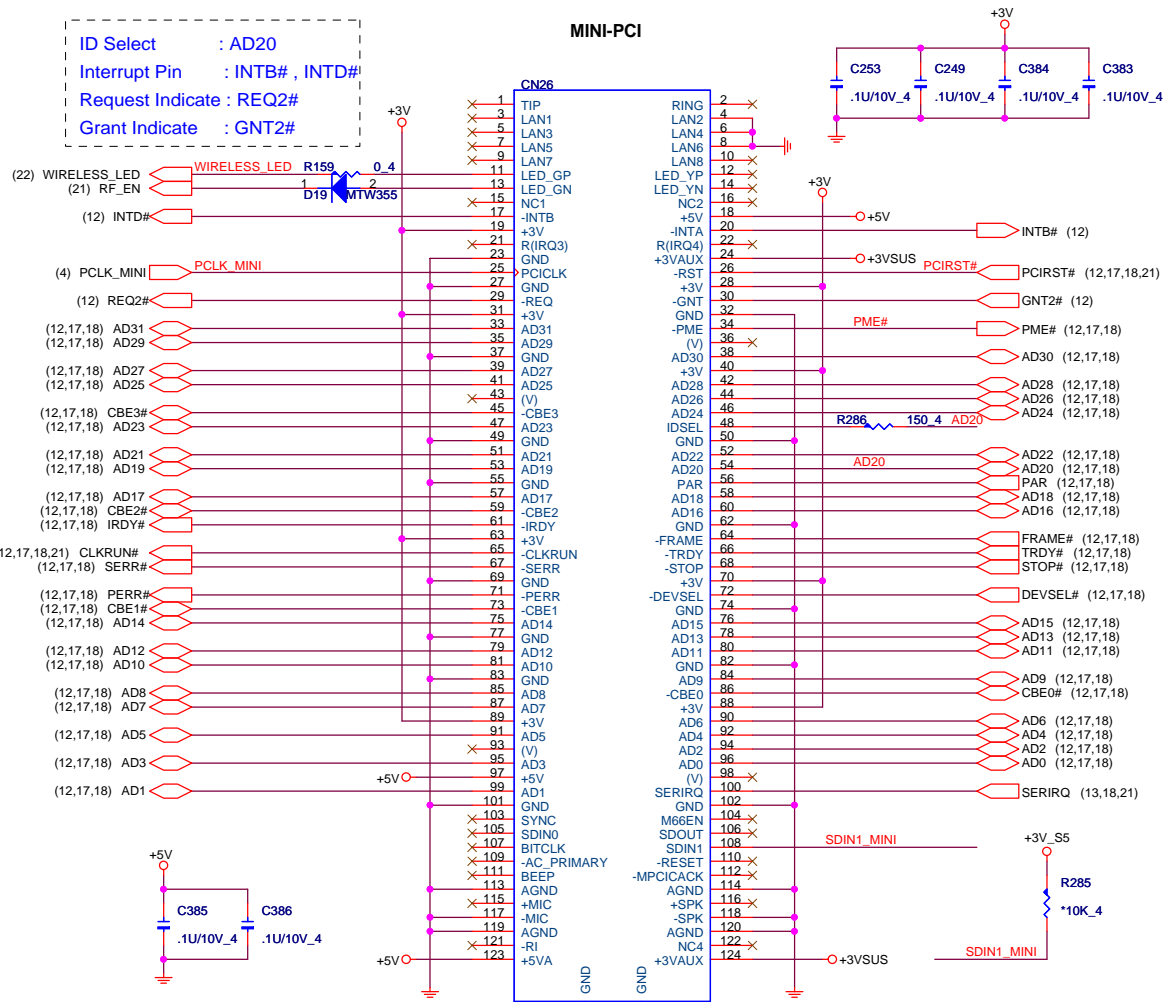 MINI-PCI
ID Select : AD20
Interrupt Pin : INTB# , INTD#
Request Indicate : REQ2#
Grant Indicate : GNT2#
+3V
C253 C249 C384 C383
.1U/10V_4 .1U/10V_4 .1U/10V_4 .1U/10V_4
CN26
+3V
+3V
1 TIP RING 2
3 LAN1 LAN2 4
5 LAN3 LAN4 6
7 LAN5 LAN6 8
9 LAN7 LAN8 10
(22) WIRELESS_LED WIRELESS_LED R159 0_4 11 LED_GP LED_YP 12
(21) RF_EN 1 D19 2 MTW355 13 LED_GN LED_YN 14
15 NC1 NC2 16
(12) INTD# 17 -INTB +5V 18 +5V
19 +3V -INTA 20 INTB# (12)
21 R(IRQ3) R(IRQ4) 22
23 GND +3VAUX 24 +3VSUS
(4) PCLK_MINI PCLK_MINI 25 PCICLK -RST 26 PCIRST# PCIRST# (12,17,18,21)
27 GND +3V 28
(12) REQ2# 29 -REQ -GNT 30 GNT2# (12)
31 +3V GND 32
(12,17,18) AD31 33 AD31 -PME 34 PME# PME# (12,17,18)
(12,17,18) AD29 35 AD29 (V) 36
37 GND AD30 38 AD30 (12,17,18)
(12,17,18) AD27 39 AD27 +3V 40
(12,17,18) AD25 41 AD25 AD28 42 AD28 (12,17,18)
43 (V) AD26 44 AD26 (12,17,18)
(12,17,18) CBE3# 45 -CBE3 AD24 46 AD24 (12,17,18)
(12,17,18) AD23 47 AD23 IDSEL 48 R286 150_4 AD20
49 GND GND 50
(12,17,18) AD21 51 AD21 AD22 52 AD22 (12,17,18)
(12,17,18) AD19 53 AD19 AD20 54 AD20 AD20 (12,17,18)
55 GND PAR 56 PAR (12,17,18)
(12,17,18) AD17 57 AD17 AD18 58 AD18 (12,17,18)
(12,17,18) CBE2# 59 -CBE2 AD16 60 AD16 (12,17,18)
(12,17,18) IRDY# 61 -IRDY GND 62
63 +3V -FRAME 64 FRAME# (12,17,18)
12,17,18,21) CLKRUN# 65 -CLKRUN -TRDY 66 TRDY# (12,17,18)
(12,17,18) SERR# 67 -SERR -STOP 68 STOP# (12,17,18)
69 GND +3V 70
(12,17,18) PERR# 71 -PERR -DEVSEL 72 DEVSEL# (12,17,18)
(12,17,18) CBE1# 73 -CBE1 GND 74
(12,17,18) AD14 75 AD14 AD15 76 AD15 (12,17,18)
77 GND AD13 78 AD13 (12,17,18)
(12,17,18) AD12 79 AD12 AD11 80 AD11 (12,17,18)
(12,17,18) AD10 81 AD10 GND 82
83 GND AD9 84 AD9 (12,17,18)
(12,17,18) AD8 85 AD8 -CBE0 86 CBE0# (12,17,18)
(12,17,18) AD7 87 AD7 +3V 88
89 +3V AD6 90 AD6 (12,17,18)
(12,17,18) AD5 91 AD5 AD4 92 AD4 (12,17,18)
93 (V) AD2 94 AD2 (12,17,18)
(12,17,18) AD3 95 AD3 AD0 96 AD0 (12,17,18)
+5V 97 +5V (V) 98
(12,17,18) AD1 99 AD1 SERIRQ 100 SERIRQ (13,18,21)
101 GND GND 102
103 SYNC M66EN 104
105 SDIN0 SDOUT 106
107 BITCLK SDIN1 108 SDIN1_MINI
109 -AC_PRIMARY -RESET 110
111 BEEP -MPCICACK 112
113 AGND AGND 114
115 +MIC +SPK 116
117 -MIC -SPK 118
119 AGND AGND 120
121 -RI NC4 122
+5V 123 +5VA +3VAUX 124 +3VSUS
GND GND
+5V
C385 C386
.1U/10V_4 .1U/10V_4
+3V_S5
R285
*10K_4
SDIN1_MINI